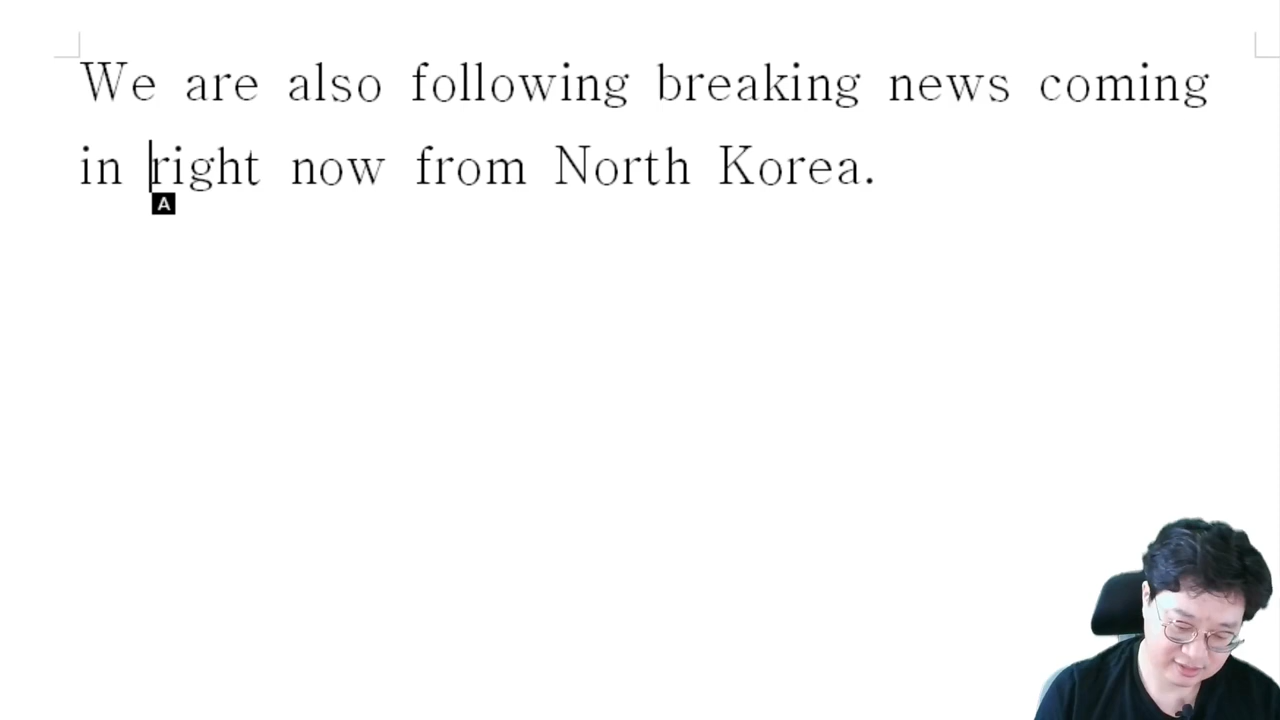 We are also following breaking news coming
in right now from North Korea.
A